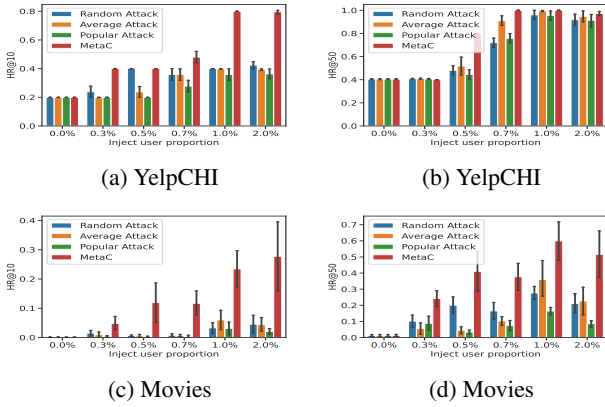 0.8
0.6
0.4
0.2
HR@10
Random Attack
Average Attack
Popular Attack
MetaC
0.0% 0.3% 0.5% 0.7% 1.0% 2.0%
Inject user proportion
(a) YelpCHI
1.0
0.8
0.6
0.4
0.2
0.0
HR@50
Random Attack
Average Attack
Popular Attack
MetaC
0.0% 0.3% 0.5% 0.7% 1.0% 2.0%
Inject user proportion
(b) YelpCHI
0.4
0.3
0.2
0.1
0.0
HR@10
Random Attack
Average Attack
Popular Attack
MetaC
0.0% 0.3% 0.5% 0.7% 1.0% 2.0%
Inject user proportion
(c) Movies
0.7
0.6
0.5
0.4
0.3
0.2
0.1
0.0
HR@50
Random Attack
Average Attack
Popular Attack
MetaC
0.0% 0.3% 0.5% 0.7% 1.0% 2.0%
Inject user proportion
(d) Movies